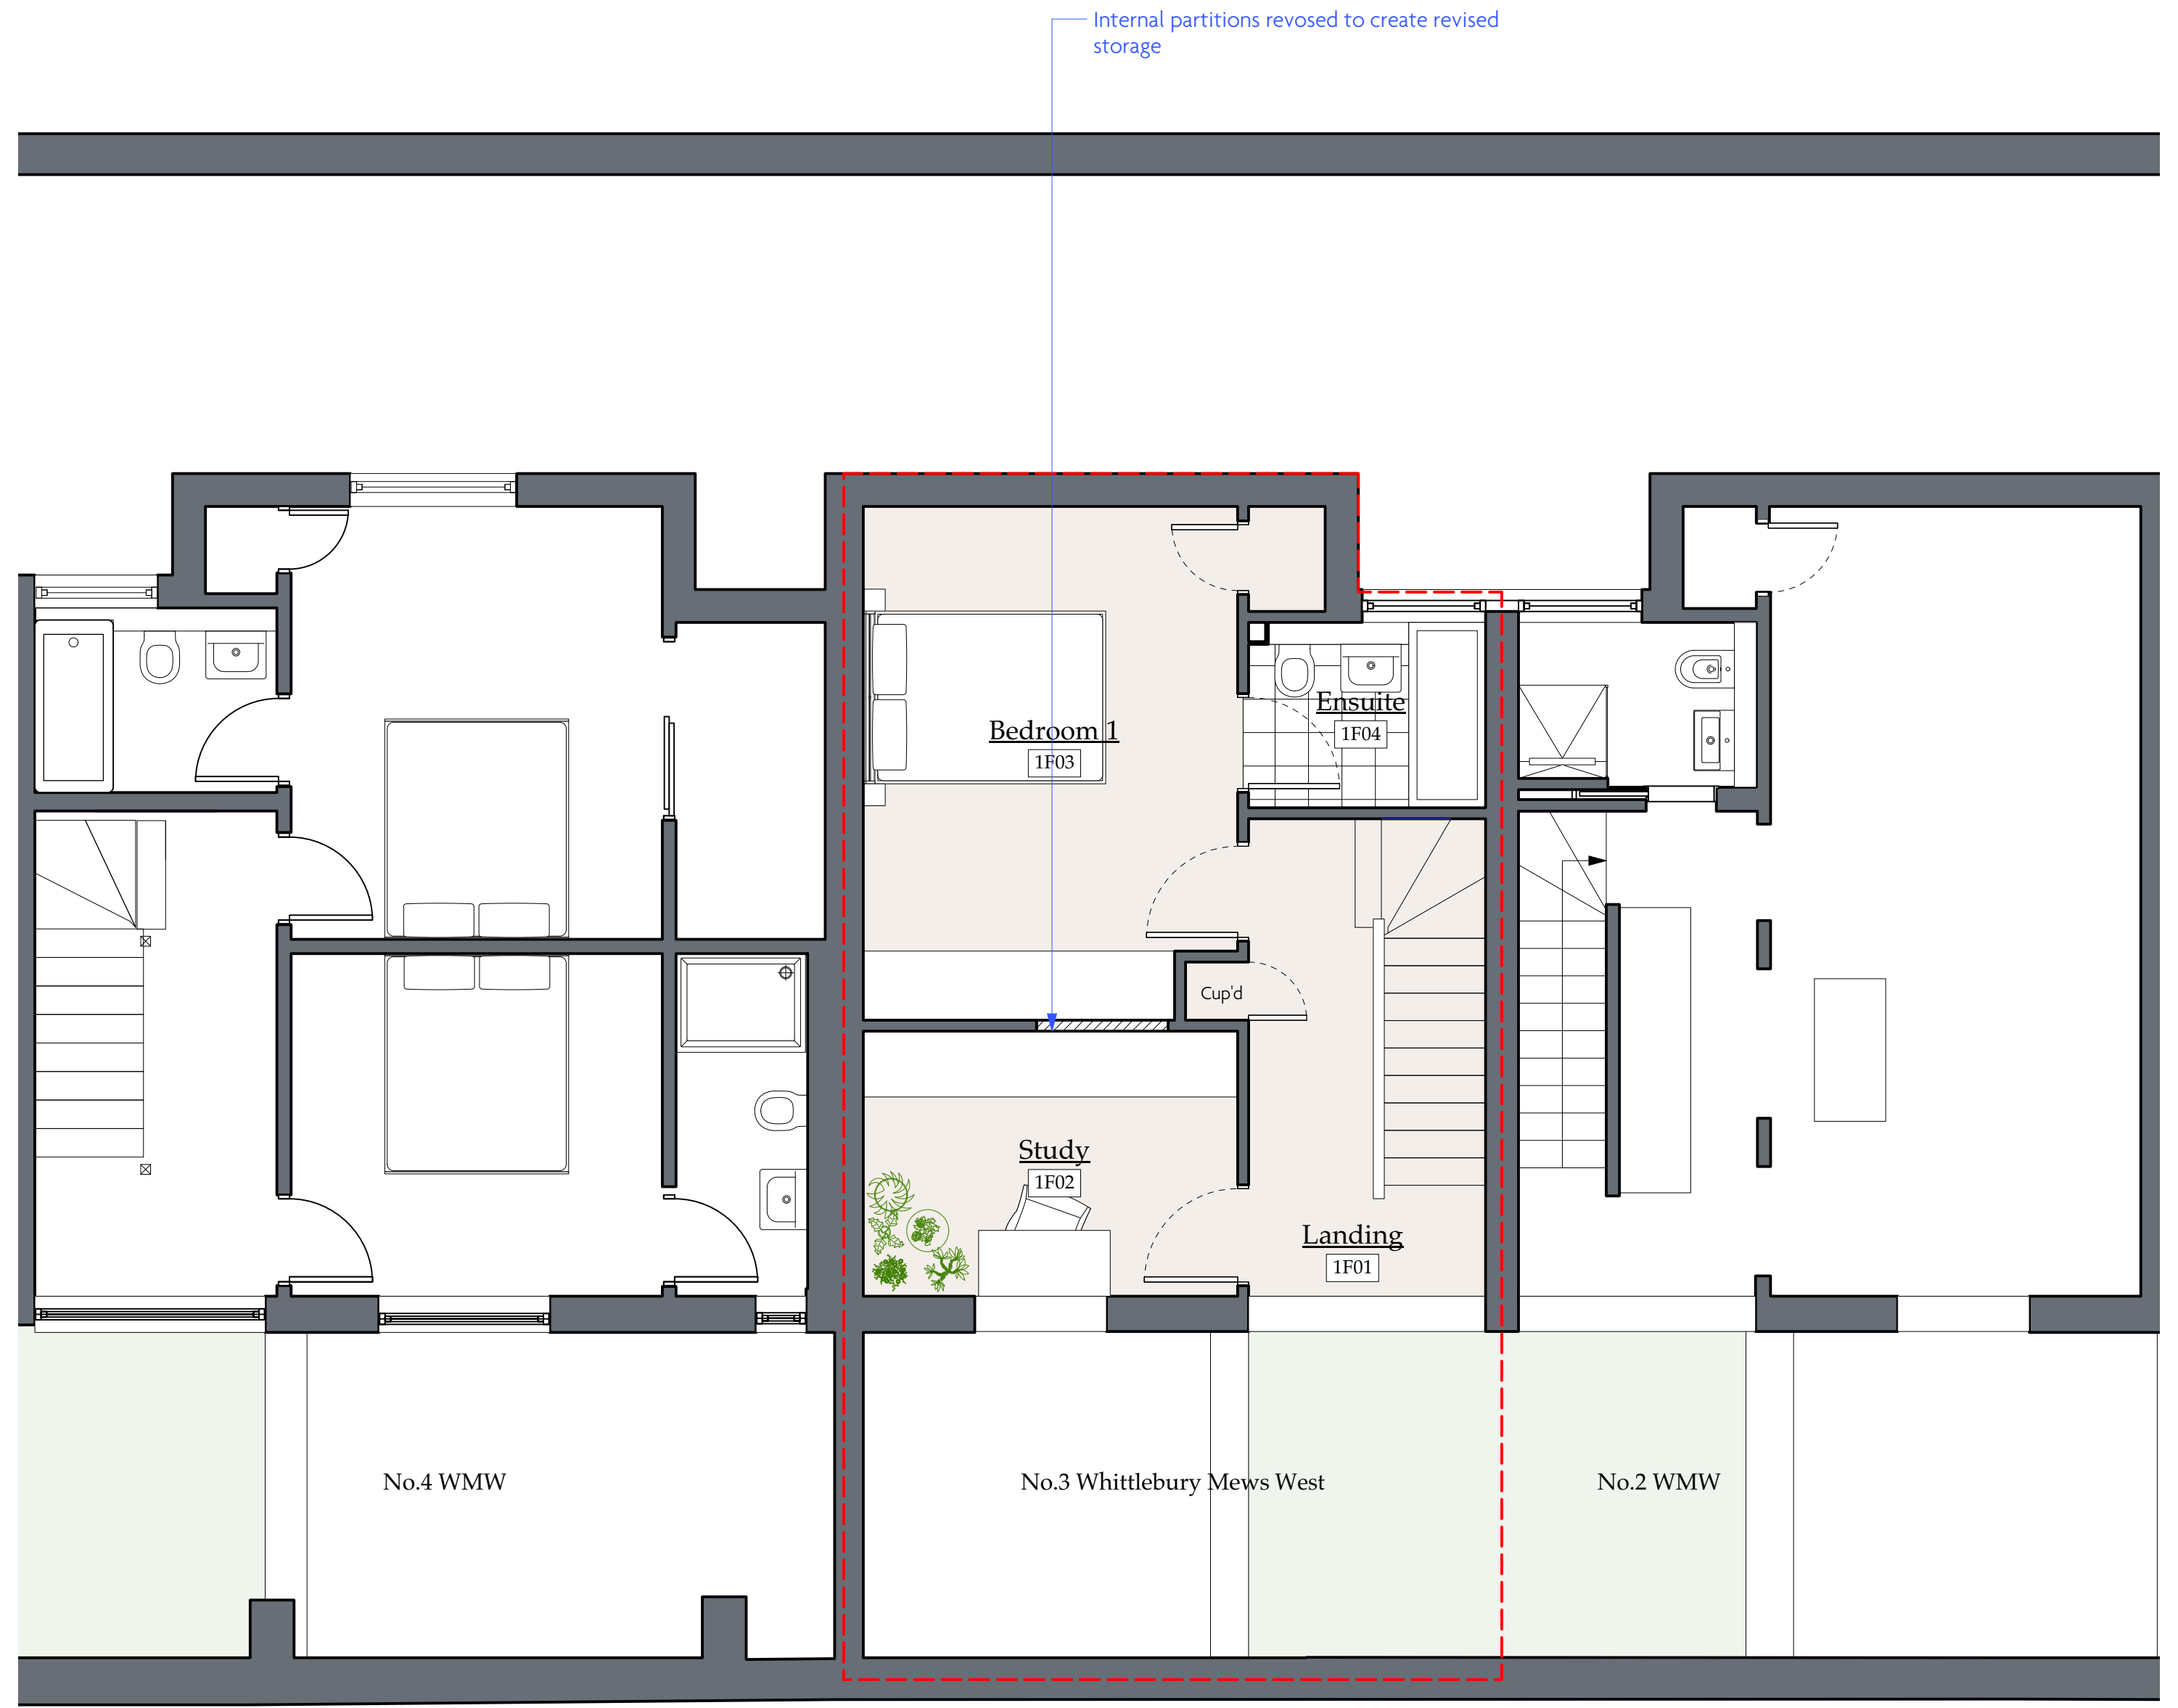 Internal partitions revosed to create revised
storage
Bedroom 1
1F03
Ensuite
1F04
Cup'd
Study
1F02
Landing
1F01
No.4 WMW
No.3 Whittlebury Mews West
No.2 WMW